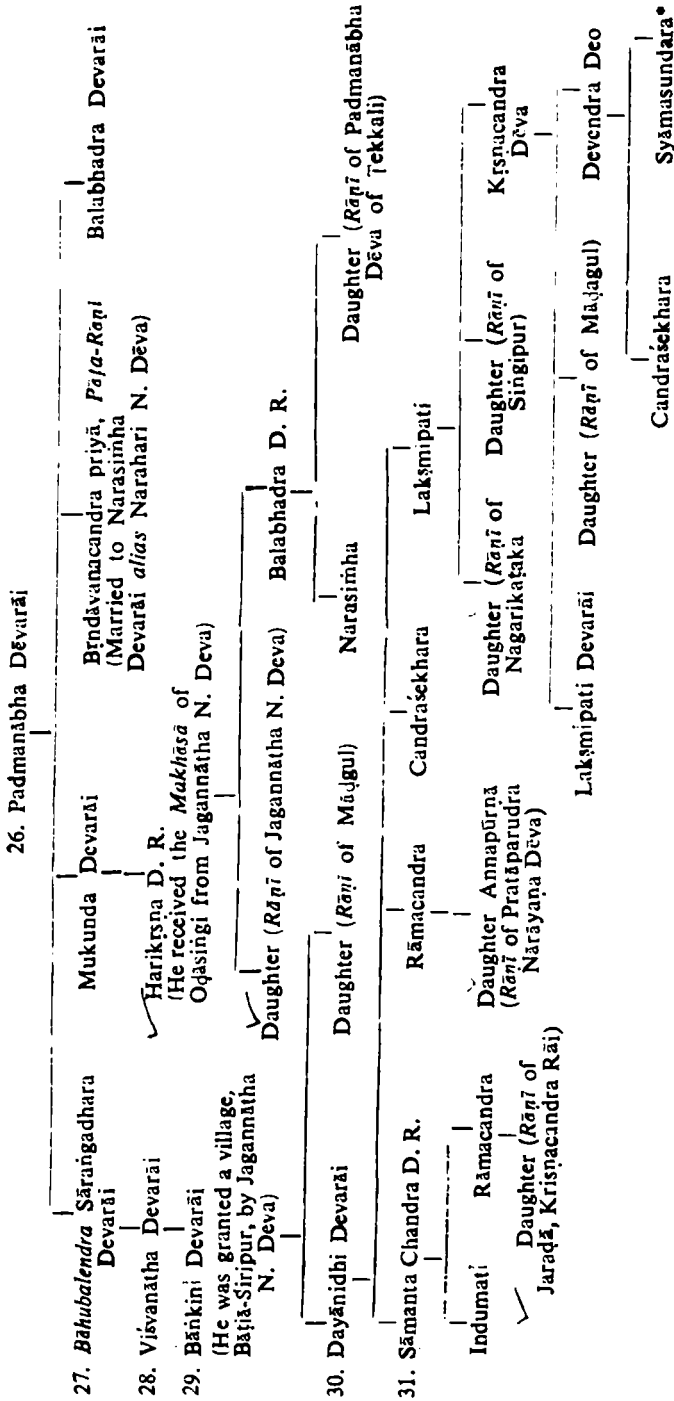 26. Padmanābha Dēvarāi
27. Bāhubalendra Sāraṅgadhara
Devarāi
Mukunda Devarāi
Bṛndāvanacandra priyā, Pāṭa-Rāṇī
(Married to Narasiṁha
Devarāi alias Narahari N. Dēva)
Balabhadra Devarāi
28. Viśvanātha Devarāi
Harikṛṣṇa D. R.
(He received the Makhāsā of
Oḍasiṅgi from Jagannātha N. Deva)
29. Bāṅkini Devarāi
(He was granted a village,
Bāṭiā-Siripur, by Jagannātha
N. Deva)
Daughter (Rāṇī of Jagannātha N. Deva)
Balabhadra D. R.
30. Dayānidhi Devarāi
Daughter (Rāṇī of Māḍgul)
Narasiṁha
Daughter (Rāṇī of Padmanābha
Dēva of Ṭekkali)
31. Sāmanta Chandra D. R.
Rāmacandra
Candraśekhara
Lakṣmipati
Indumati
Rāmacandra
Daughter Annapūrṇā
(Rāṇī of Pratāparudra
Nārāyaṇa Dēva)
Daughter (Rāṇī of
Nagarikaṭaka
Daughter (Rāṇī of
Siṅgipur)
Kṛṣṇacandra
Dēva
Daughter (Rāṇī of
Jaraḍā, Krisṇacandra Rāi)
Lakṣmipati Devarāi
Daughter (Rāṇī of Māḍagul)
Devendra Deo
Candraśekhara
Syāmasundara*